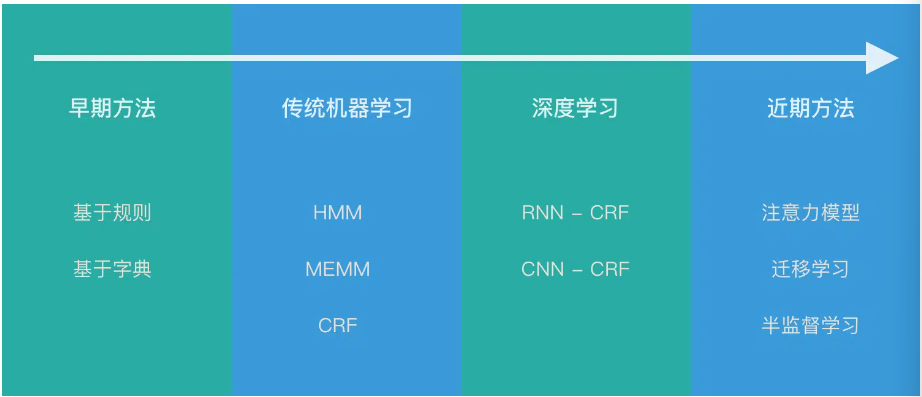 早期方法
基于规则
基于字典
传统机器学习
HMM
MEMM
CRF
深度学习
RNN - CRF
CNN - CRF
近期方法
注意力模型
迁移学习
半监督学习